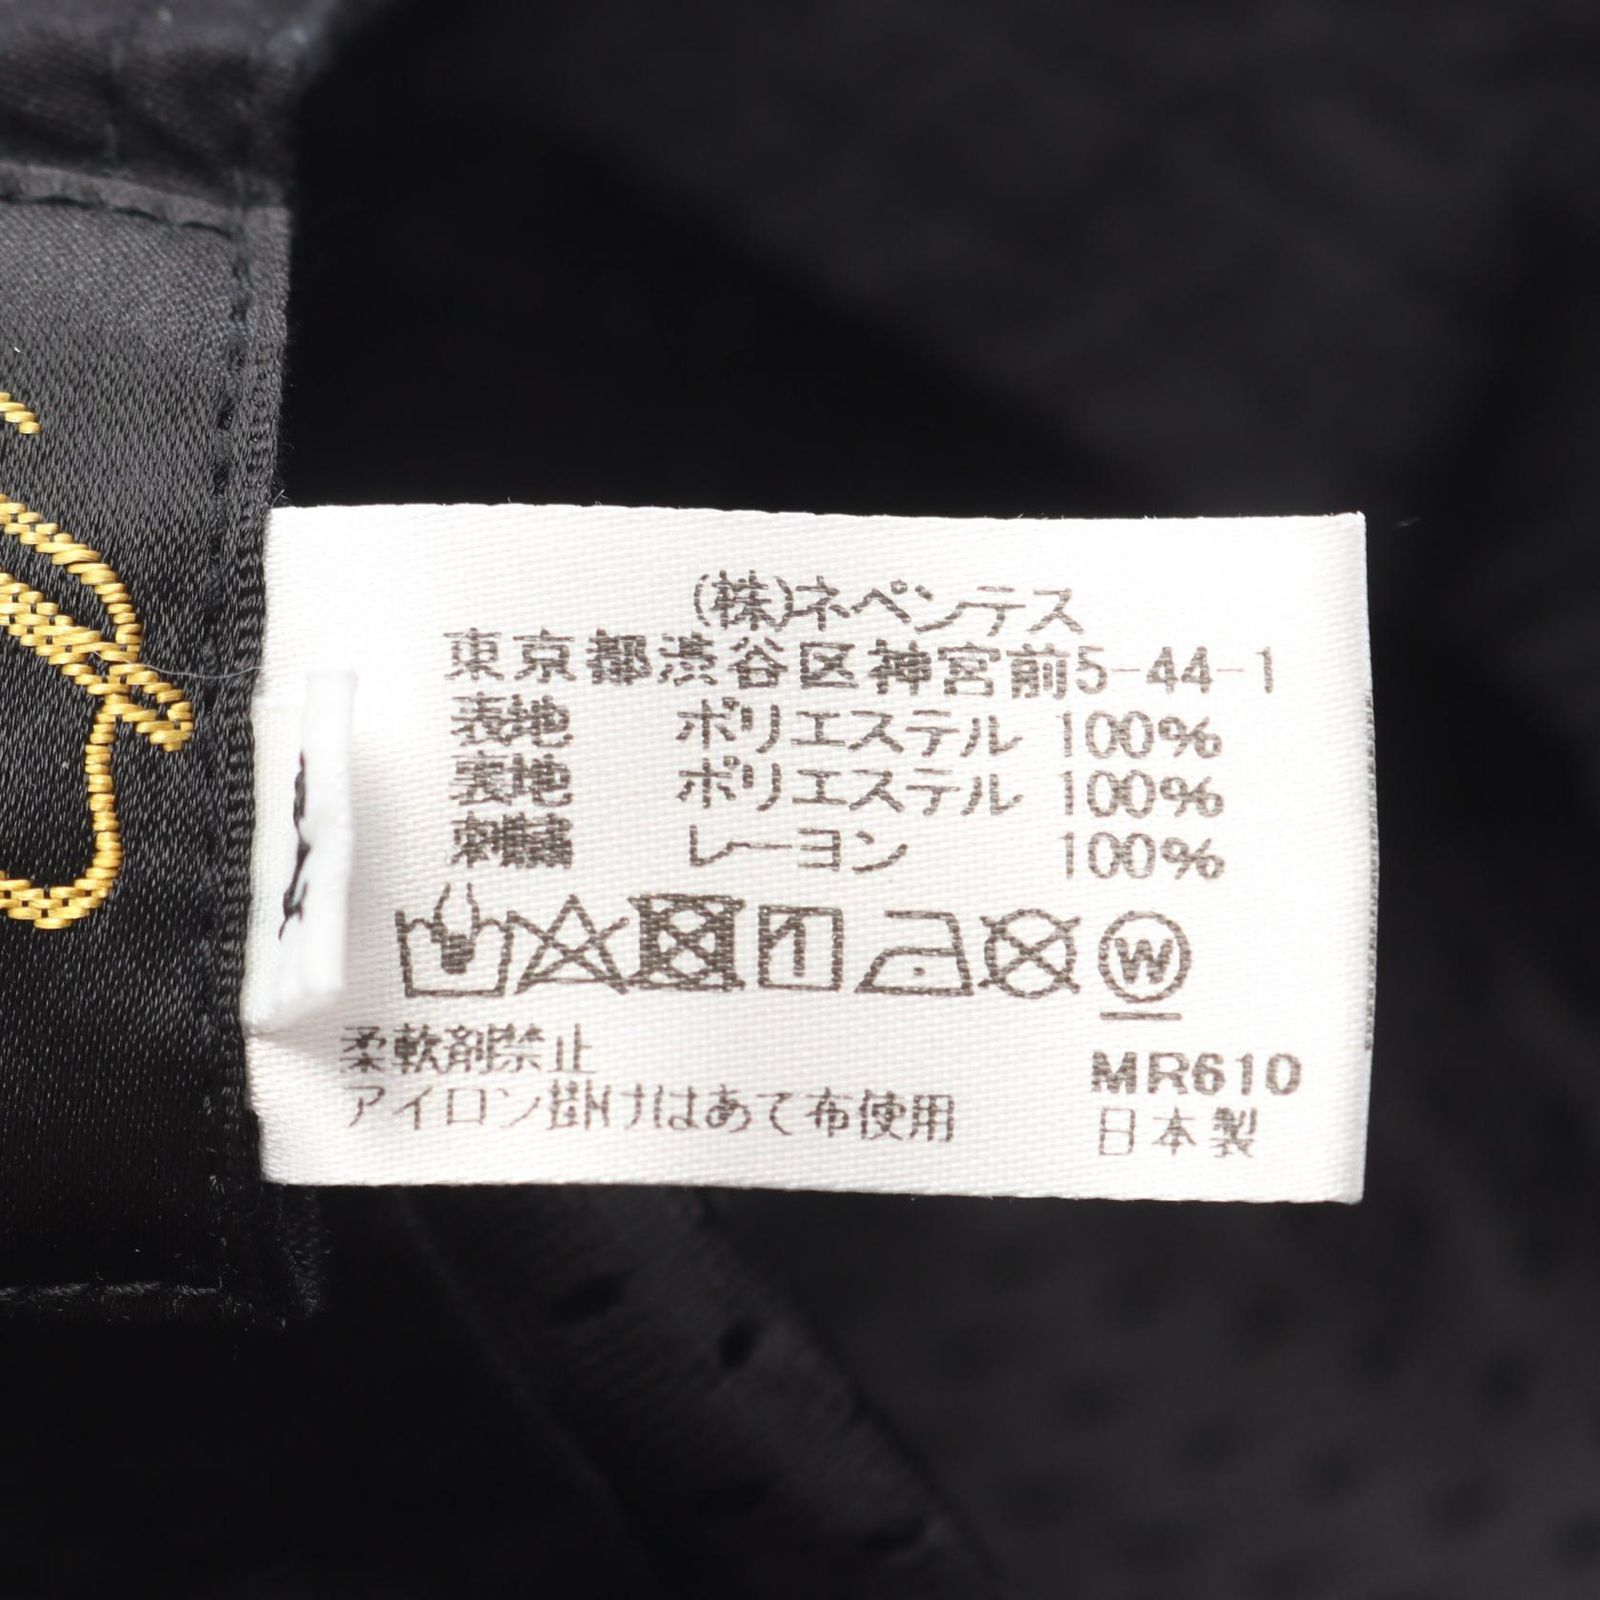 (株)ネペンテス
東京都渋谷区神宮前5-44-1
表地 ポリエステル 100%
裏地 ポリエステル 100%
刺繍 レーヨン 100%
1 W
柔軟剤禁止
アイロン掛けはあて布使用
MR610
日本製